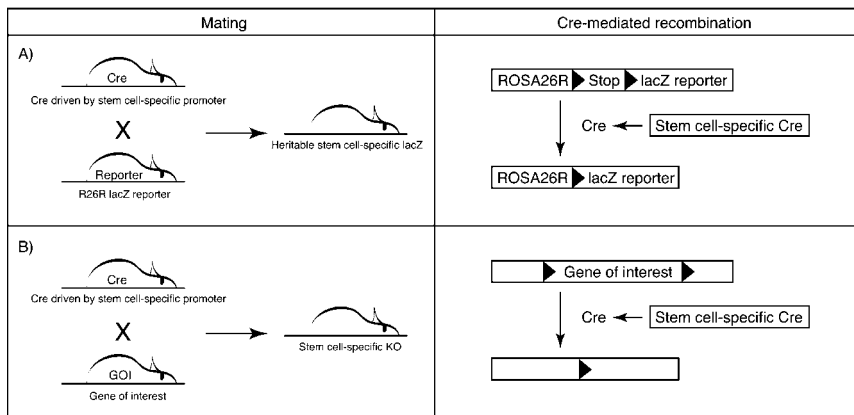 Mating
Cre-mediated recombination
A)
Cre
Cre driven by stem cell-specific promoter
X
Reporter
R26R lacZ reporter
Heritable stem cell-specific lacZ
ROSA26R Stop lacZ reporter
Cre Stem cell-specific Cre
ROSA26R lacZ reporter
B)
Cre
Cre driven by stem cell-specific promoter
X
GOI
Gene of interest
Stem cell-specific KO
Gene of interest
Cre Stem cell-specific Cre